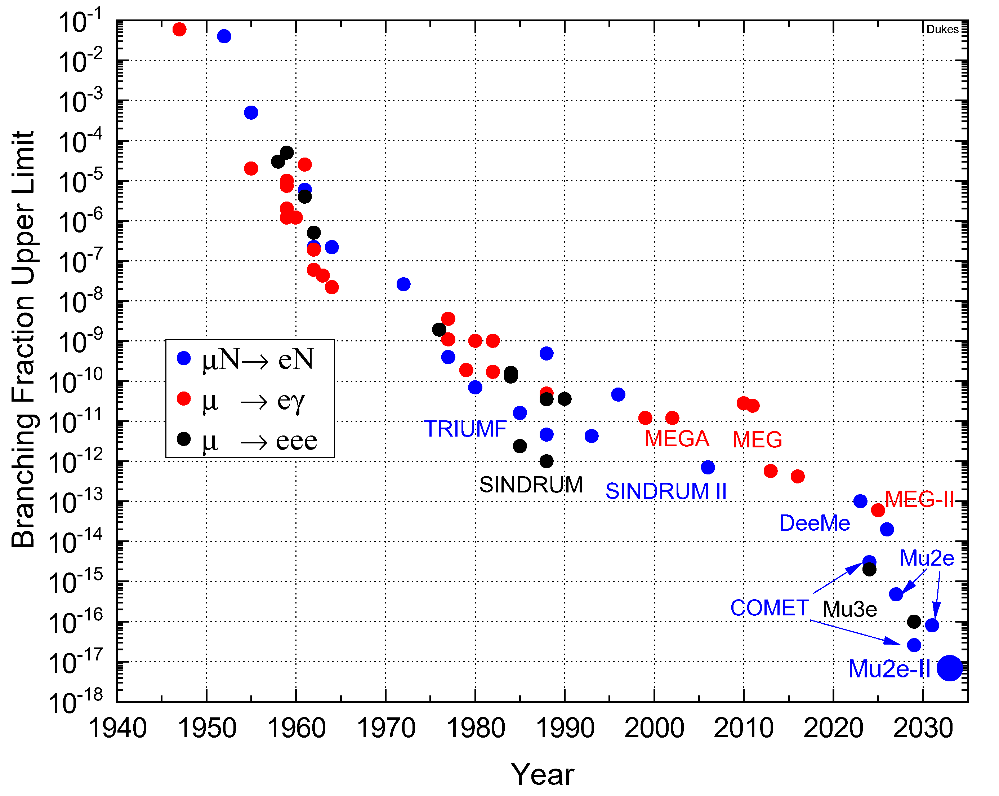 Dukes
10⁻¹
10⁻²
10⁻³
10⁻⁴
10⁻⁵
10⁻⁶
10⁻⁷
10⁻⁸
10⁻⁹
10⁻¹⁰
10⁻¹¹
10⁻¹²
10⁻¹³
10⁻¹⁴
10⁻¹⁵
10⁻¹⁶
10⁻¹⁷
10⁻¹⁸
Branching Fraction Upper Limit
μN→ eN
μ → eγ
μ → eee
TRIUMF
MEGA
MEG
SINDRUM
SINDRUM II
MEG-II
DeeMe
Mu2e
COMET
Mu3e
Mu2e-II
1940 1950 1960 1970 1980 1990 2000 2010 2020 2030
Year